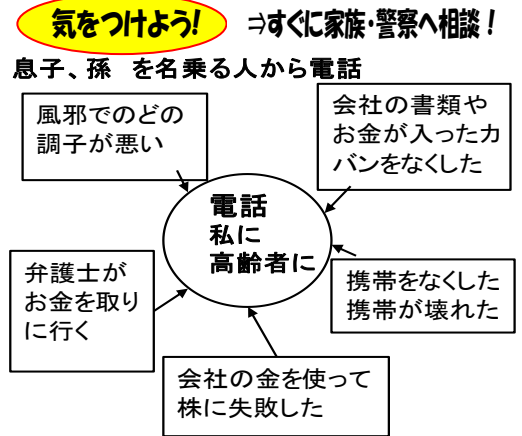 気をつけよう! ⇒すぐに家族・警察へ相談!
息子、孫 を名乗る人から電話
風邪でのどの
調子が悪い
会社の書類や
お金が入ったカ
バンをなくした
電話
私に
高齢者に
弁護士が
お金を取り
に行く
携帯をなくした
携帯が壊れた
会社の金を使って
株に失敗した